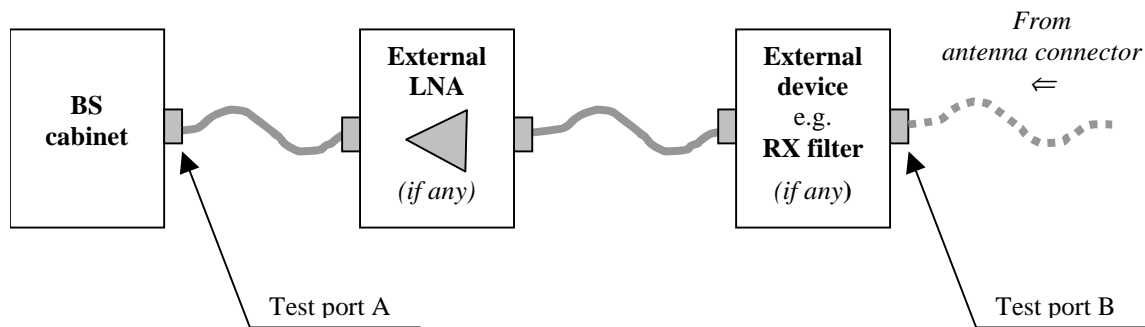 BS
cabinet
External
LNA
(if any)
External
device
e.g.
RX filter
(if any)
From
antenna connector
⇐
Test port A
Test port B